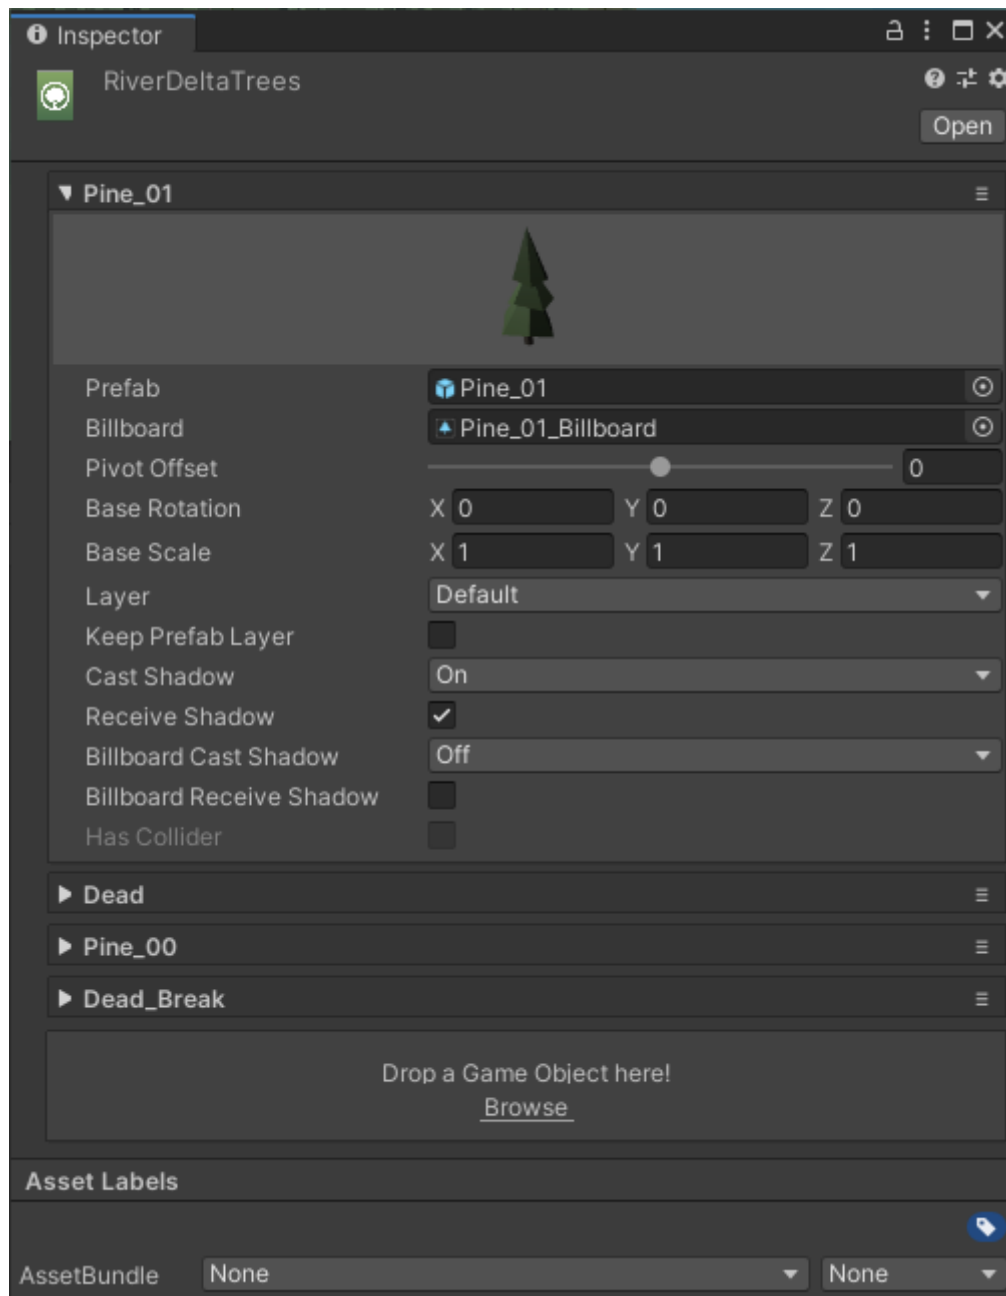 Inspector
RiverDeltaTrees
Open
Pine_01
Prefab Pine_01
Billboard Pine_01_Billboard
Pivot Offset 0
Base Rotation X 0 Y 0 Z 0
Base Scale X 1 Y 1 Z 1
Layer Default
Keep Prefab Layer
Cast Shadow On
Receive Shadow
Billboard Cast Shadow Off
Billboard Receive Shadow
Has Collider
Dead
Pine_00
Dead_Break
Drop a Game Object here!
Browse
Asset Labels
AssetBundle None None